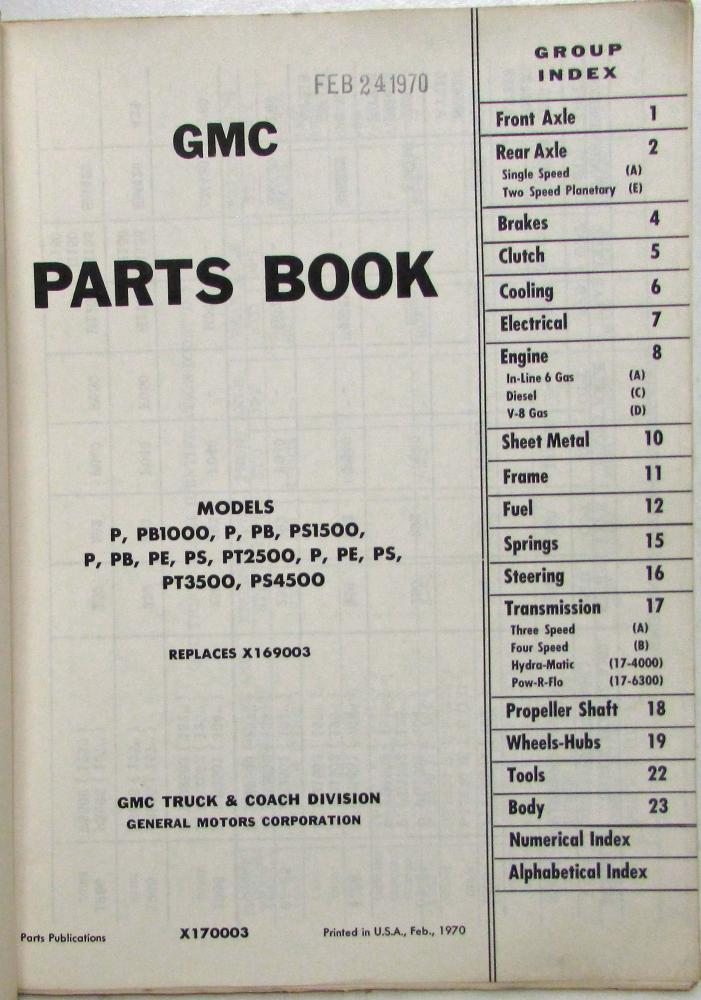 FEB 24 1970
GMC
PARTS BOOK
MODELS
P, PB1000, P, PB, PS1500,
P, PB, PE, PS, PT2500, P, PE, PS,
PT3500, PS4500
REPLACES X169003
GMC TRUCK & COACH DIVISION
GENERAL MOTORS CORPORATION
Parts Publications X170003 Printed in U.S.A., Feb., 1970
GROUP
INDEX
Front Axle 1
Rear Axle 2
Single Speed (A)
Two Speed Planetary (E)
Brakes 4
Clutch 5
Cooling 6
Electrical 7
Engine 8
In-Line 6 Gas (A)
Diesel (C)
V-8 Gas (D)
Sheet Metal 10
Frame 11
Fuel 12
Springs 15
Steering 16
Transmission 17
Three Speed (A)
Four Speed (B)
Hydra-Matic (17-4000)
Pow-R-Flo (17-6300)
Propeller Shaft 18
Wheels-Hubs 19
Tools 22
Body 23
Numerical Index
Alphabetical Index